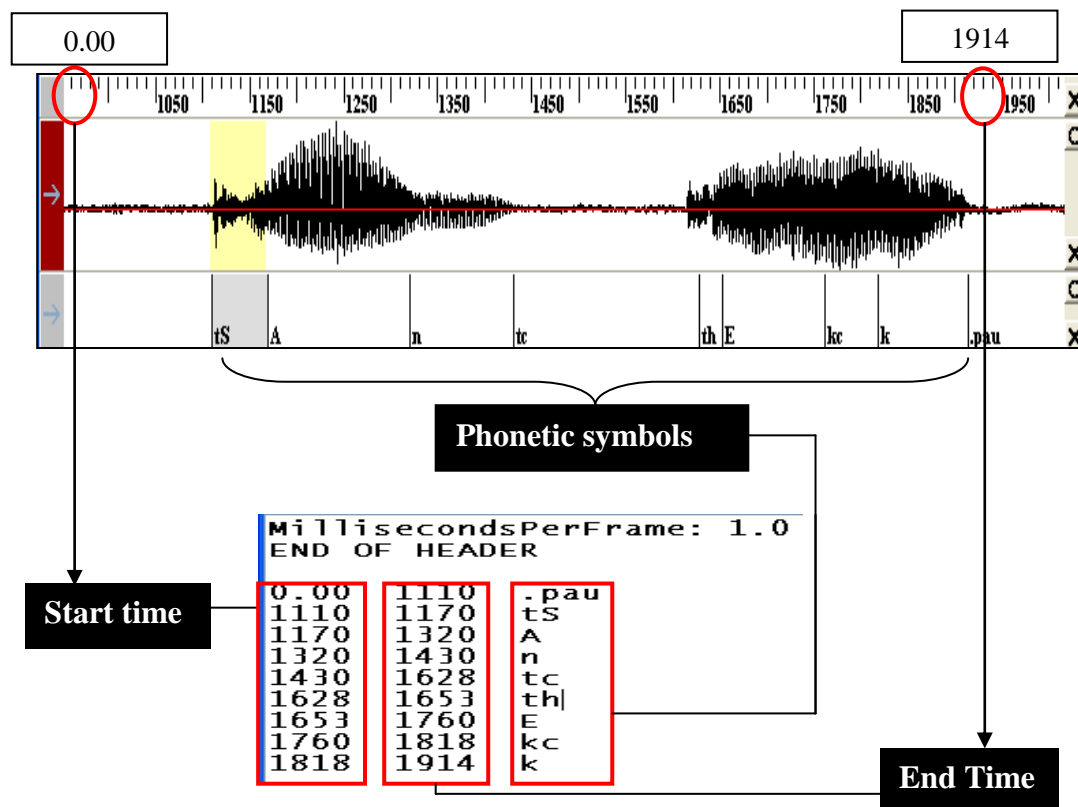 0.00 1914
1050 1150 1250 1350 1450 1550 1650 1750 1850 1950 X
C
X
C
tS A n tc th E kc k .pau X
Phonetic symbols
MillisecondsPerFrame: 1.0
END OF HEADER
0.00 1110 .pau
1110 1170 tS
1170 1320 A
1320 1430 n
1430 1628 tc
1628 1653 th
1653 1760 E
1760 1818 kc
1818 1914 k
Start time
End Time